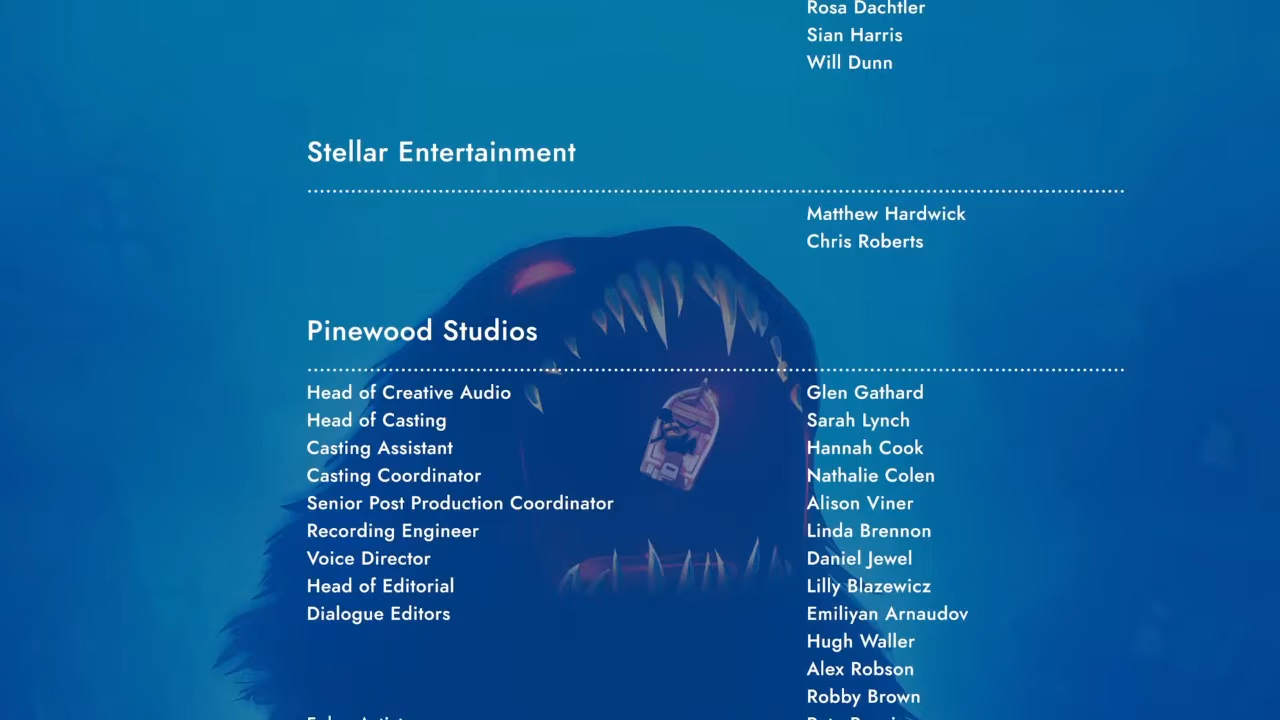 Rosa Dachtler
Sian Harris
Will Dunn
Stellar Entertainment
Matthew Hardwick
Chris Roberts
Pinewood Studios
Head of Creative Audio Glen Gathard
Head of Casting Sarah Lynch
Casting Assistant Hannah Cook
Casting Coordinator Nathalie Colen
Senior Post Production Coordinator Alison Viner
Recording Engineer Linda Brennon
Voice Director Daniel Jewel
Head of Editorial Lilly Blazewicz
Dialogue Editors Emiliyan Arnaudov
Hugh Waller
Alex Robson
Robby Brown